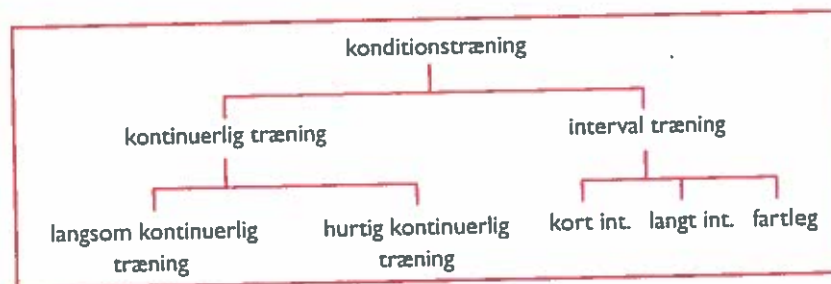 konditionstræning
kontinuerlig træning
interval træning
langsom kontinuerlig
træning
hurtig kontinuerlig
træning
kort int.
langt int.
fartleg